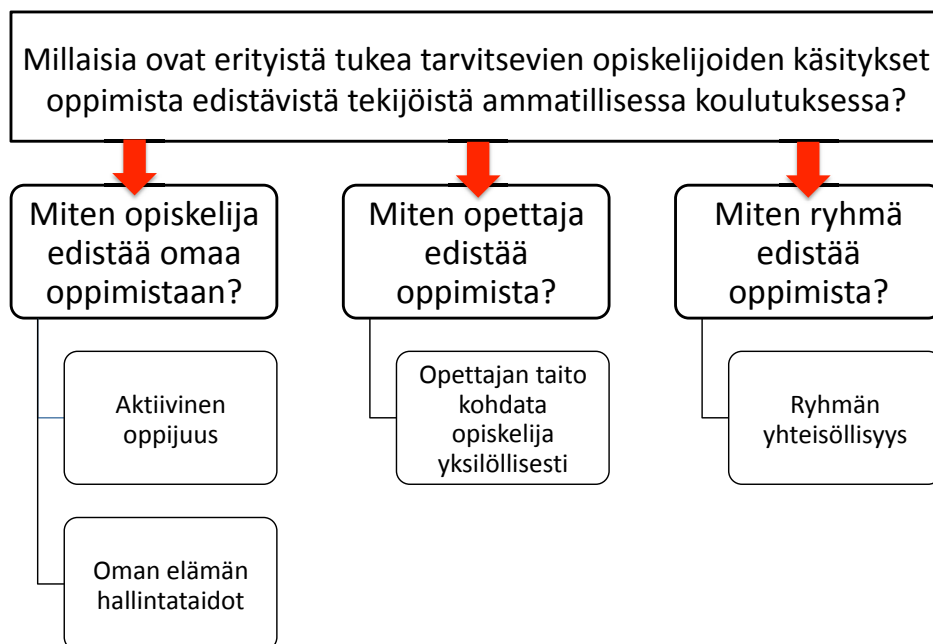 Millaisia ovat erityistä tukea tarvitsevien opiskelijoiden käsitykset
oppimista edistävistä tekijöistä ammatillisessa koulutuksessa?
Miten opiskelija
edistää omaa
oppimistaan?
Miten opettaja
edistää
oppimista?
Miten ryhmä
edistää
oppimista?
Aktiivinen
oppijuus
Opettajan taito
kohdata
opiskelija
yksilöllisesti
Ryhmän
yhteisöllisyys
Oman elämän
hallintataidot